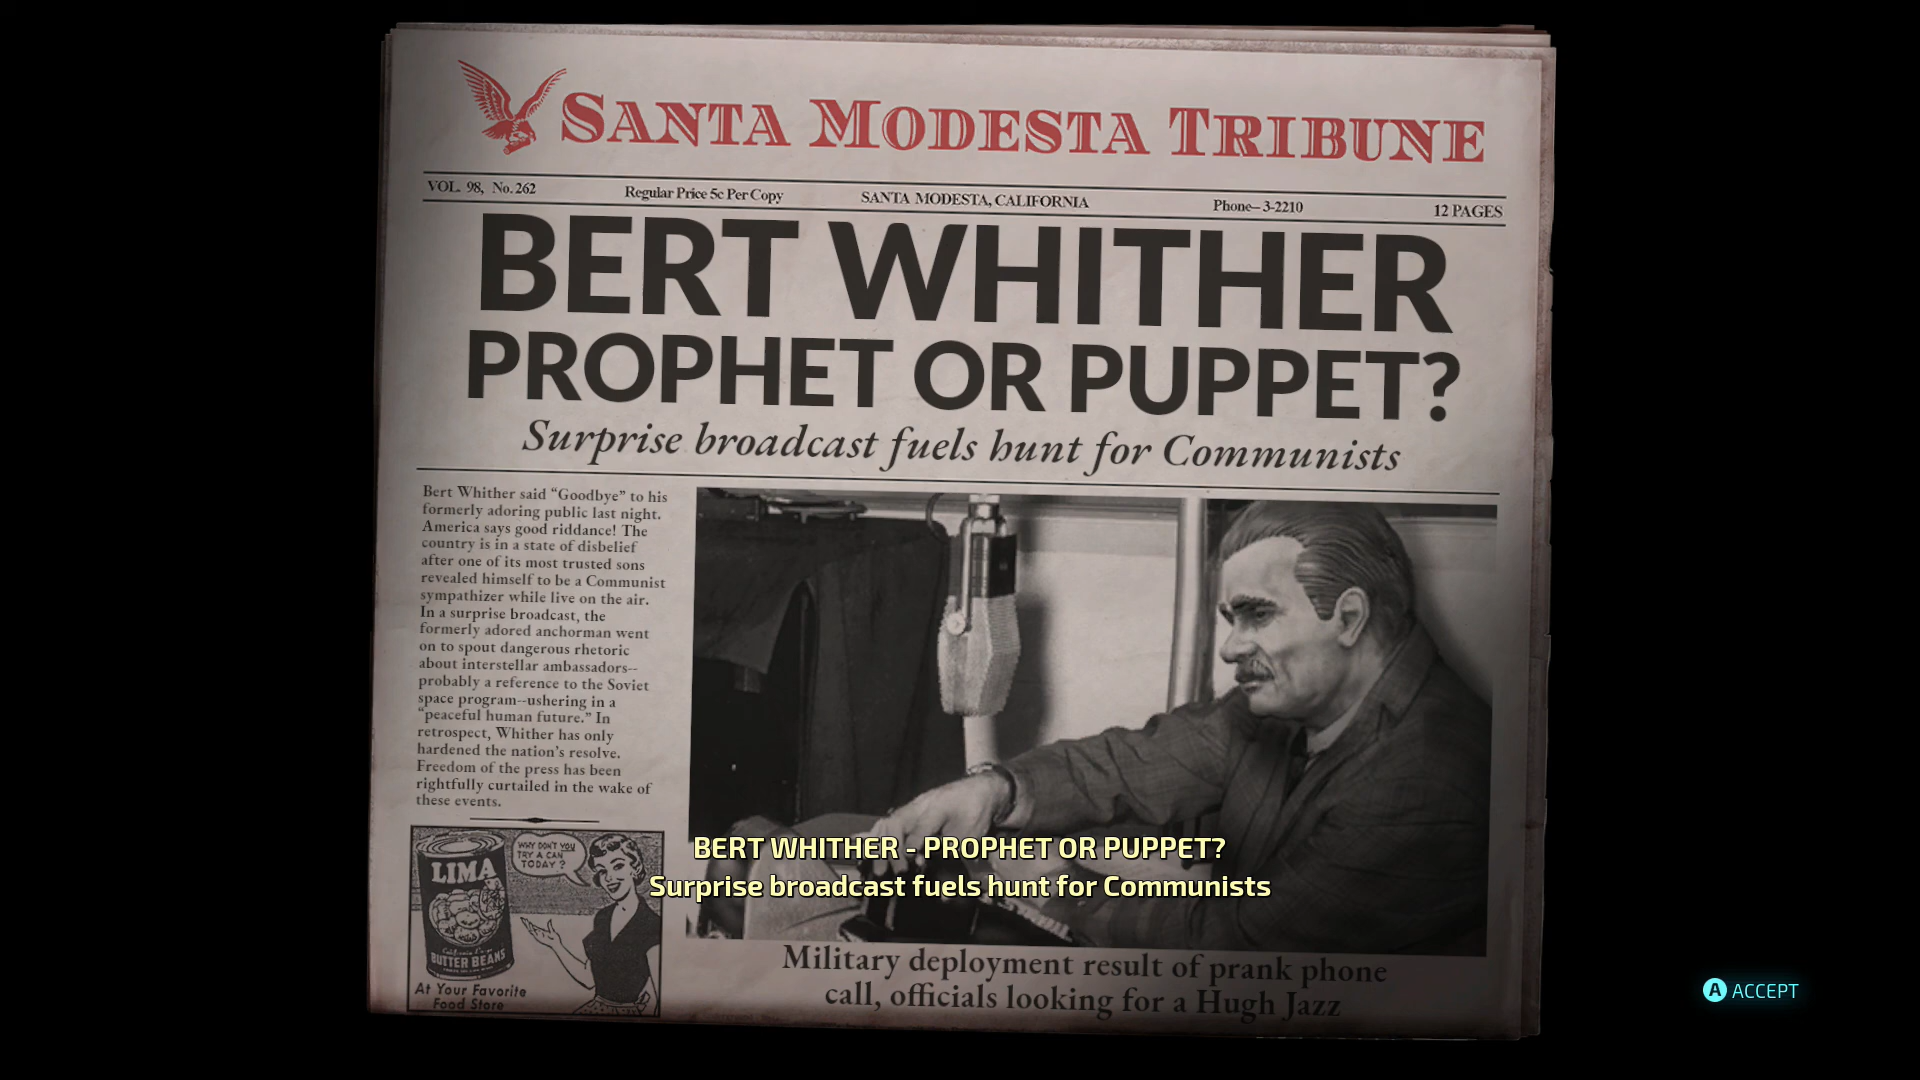 SANTA MODESTA TRIBUNE
VOL. 98, No. 262 Regular Price 5c Per Copy SANTA MODESTA, CALIFORNIA Phone– 3-2210 12 PAGES
BERT WHITHER
PROPHET OR PUPPET?
Surprise broadcast fuels hunt for Communists
Bert Whither said “Goodbye” to his
formerly adoring public last night.
America says good riddance! The
country is in a state of disbelief
after one of its most trusted sons
revealed himself to be a Communist
sympathizer while live on the air.
In a surprise broadcast, the
formerly adored anchorman went
on to spout dangerous rhetoric
about interstellar ambassadors--
probably a reference to the Soviet
space program--ushering in a
“peaceful human future.” In
retrospect, Whither has only
hardened the nation’s resolve.
Freedom of the press has been
rightfully curtailed in the wake of
these events.
LIMA
BUTTER BEANS
WHY DON'T YOU
TRY A CAN
TODAY?
At Your Favorite
Food Store
BERT WHITHER - PROPHET OR PUPPET?
Surprise broadcast fuels hunt for Communists
Military deployment result of prank phone
call, officials looking for a Hugh Jazz
A ACCEPT